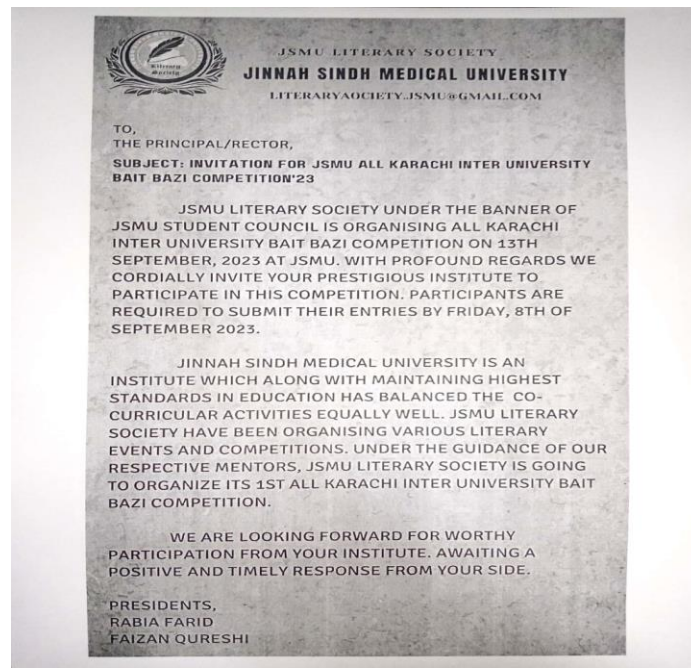 Literary
Society
JSMU LITERARY SOCIETY
JINNAH SINDH MEDICAL UNIVERSITY
LITERARYAOCIETY.JSMU@GMAIL.COM
TO,
THE PRINCIPAL/RECTOR,
SUBJECT: INVITATION FOR JSMU ALL KARACHI INTER UNIVERSITY
BAIT BAZI COMPETITION'23
JSMU LITERARY SOCIETY UNDER THE BANNER OF
JSMU STUDENT COUNCIL IS ORGANISING ALL KARACHI
INTER UNIVERSITY BAIT BAZI COMPETITION ON 13TH
SEPTEMBER, 2023 AT JSMU. WITH PROFOUND REGARDS WE
CORDIALLY INVITE YOUR PRESTIGIOUS INSTITUTE TO
PARTICIPATE IN THIS COMPETITION. PARTICIPANTS ARE
REQUIRED TO SUBMIT THEIR ENTRIES BY FRIDAY, 8TH OF
SEPTEMBER 2023.
JINNAH SINDH MEDICAL UNIVERSITY IS AN
INSTITUTE WHICH ALONG WITH MAINTAINING HIGHEST
STANDARDS IN EDUCATION HAS BALANCED THE CO-
CURRICULAR ACTIVITIES EQUALLY WELL. JSMU LITERARY
SOCIETY HAVE BEEN ORGANISING VARIOUS LITERARY
EVENTS AND COMPETITIONS. UNDER THE GUIDANCE OF OUR
RESPECTIVE MENTORS, JSMU LITERARY SOCIETY IS GOING
TO ORGANIZE ITS 1ST ALL KARACHI INTER UNIVERSITY BAIT
BAZI COMPETITION.
WE ARE LOOKING FORWARD FOR WORTHY
PARTICIPATION FROM YOUR INSTITUTE. AWAITING A
POSITIVE AND TIMELY RESPONSE FROM YOUR SIDE.
PRESIDENTS,
RABIA FARID
FAIZAN QURESHI